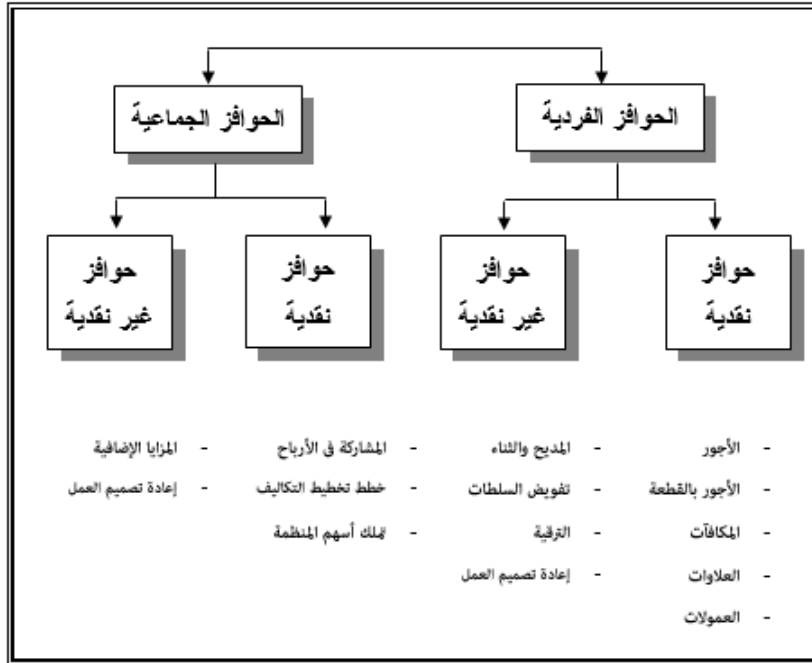 الحوافز الفردية
الحوافز الجماعية
حوافز
نقدية
حوافز
غير نقدية
حوافز
نقدية
حوافز
غير نقدية
- الأجور
- الأجور بالقطعة
- المكافآت
- العلاوات
- العمولات
- المديح والثناء
- تفويض السلطات
- الترقية
- إعادة تصميم العمل
- المشاركة فى الأرباح
- خطط تخطيط التكاليف
- تملك أسهم المنظمة
- المزايا الإضافية
- إعادة تصميم العمل